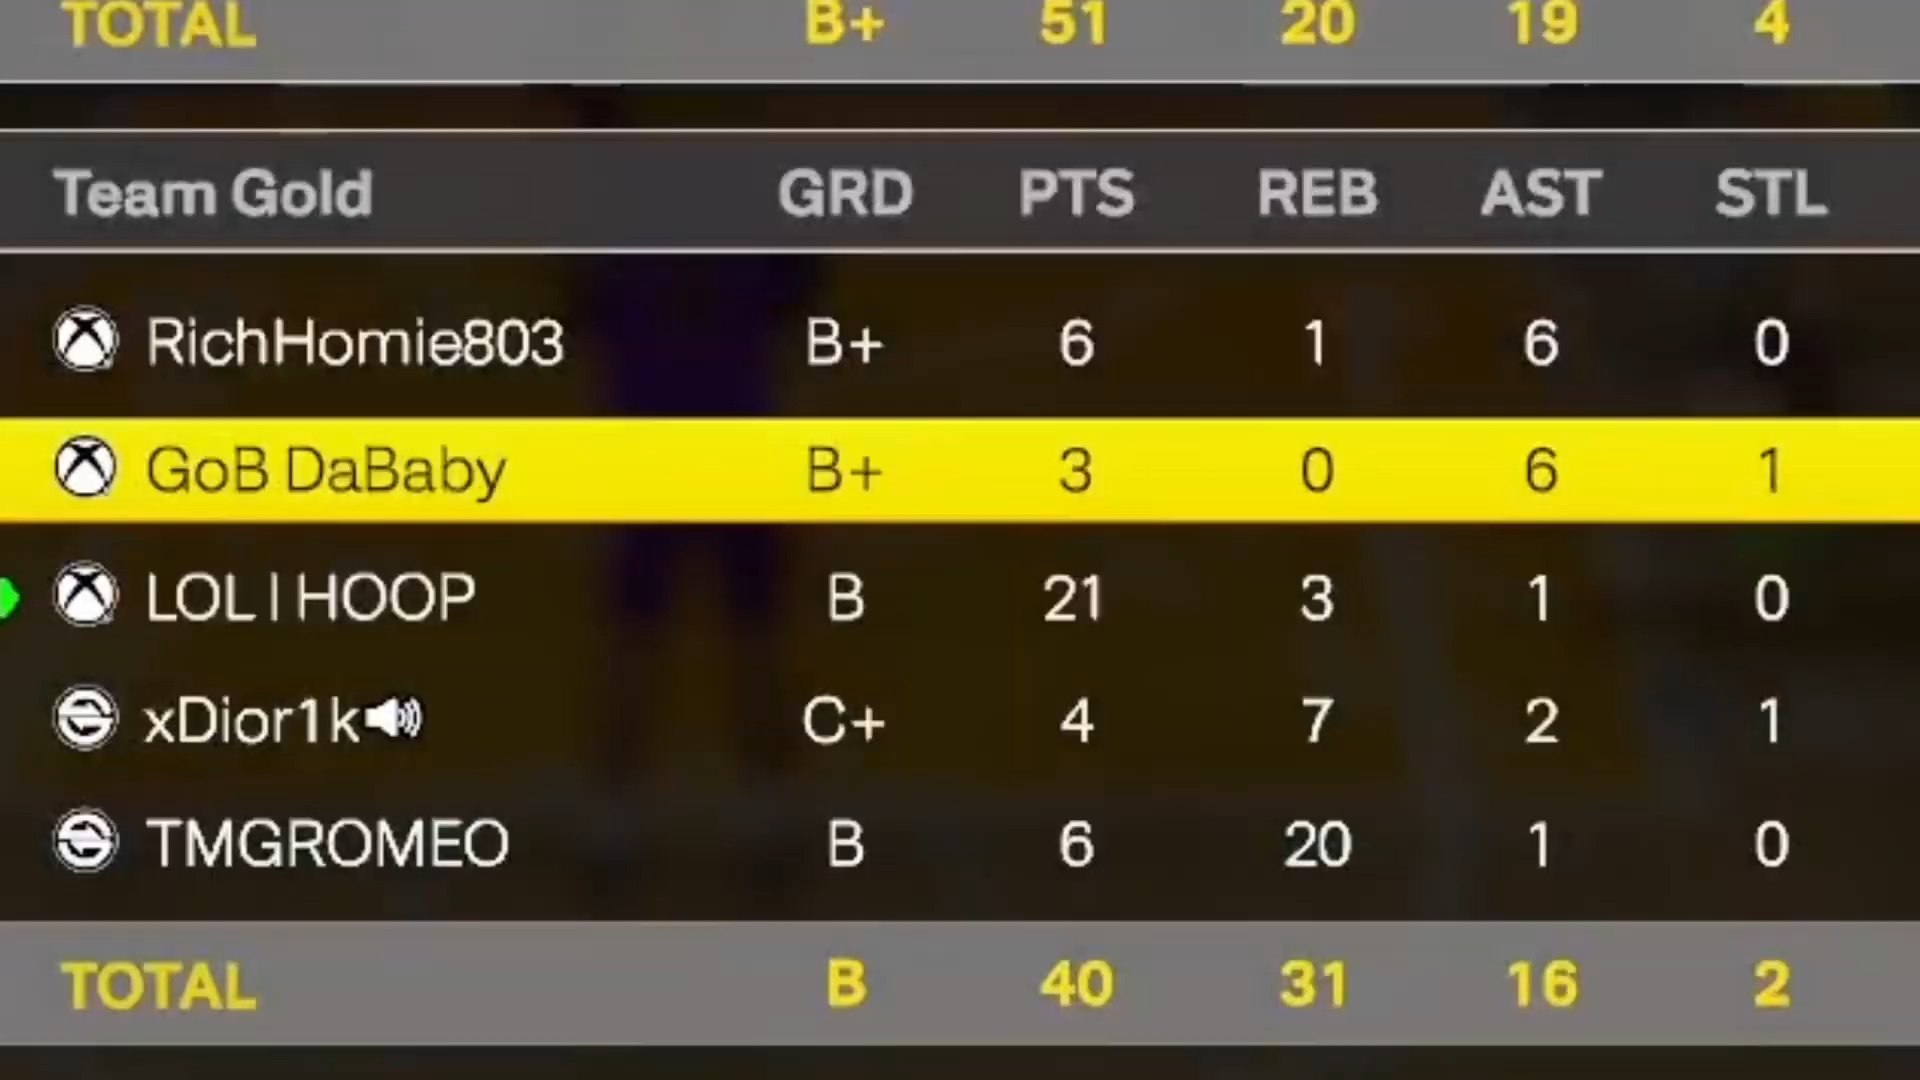 TOTAL B+ 51 20 19 4
Team Gold GRD PTS REB AST STL
RichHomie803 B+ 6 1 6 0
GoB DaBaby B+ 3 0 6 1
LOL I HOOP B 21 3 1 0
xDior1k C+ 4 7 2 1
TMGROMEO B 6 20 1 0
TOTAL B 40 31 16 2